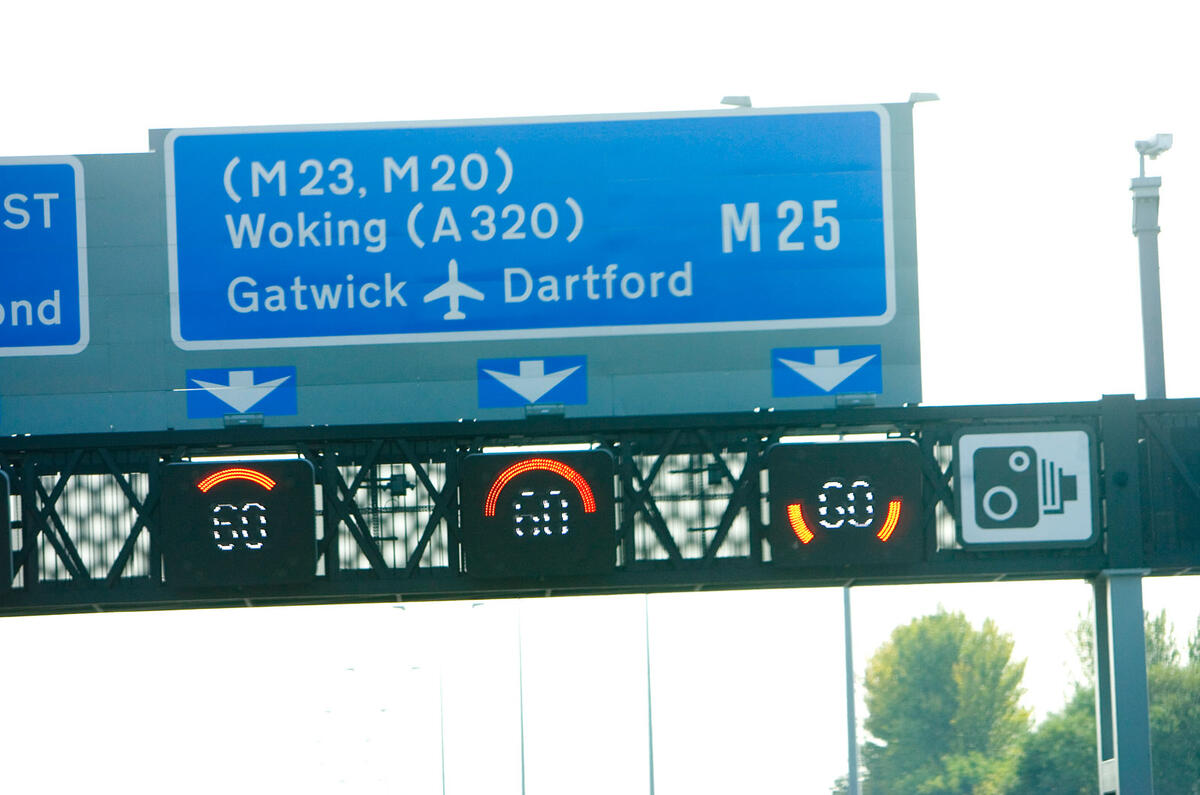 ST
ond
(M23, M20)
Woking (A320)
Gatwick Dartford
M25
60
60
60